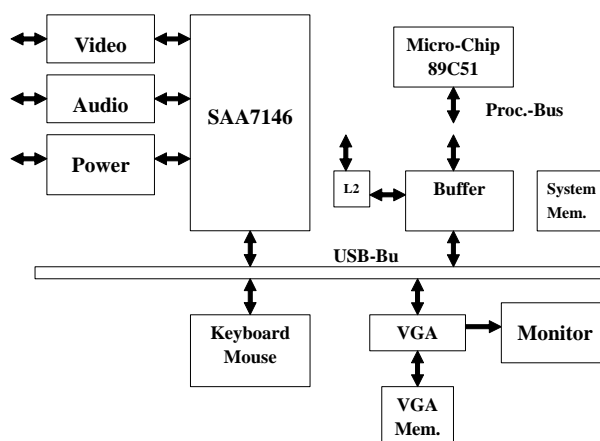 Video
Audio
Power
SAA7146
Micro-Chip
89C51
Proc.-Bus
L2
Buffer
System
Mem.
USB-Bu
Keyboard
Mouse
VGA
Monitor
VGA
Mem.